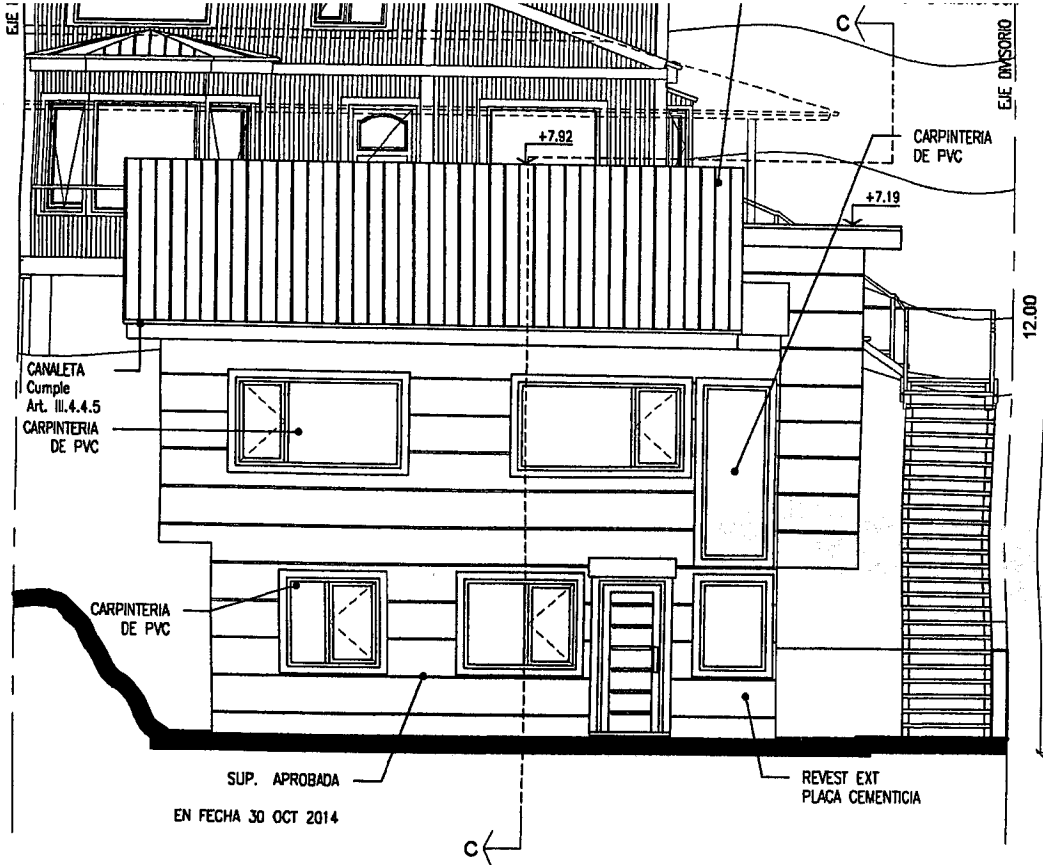 C
EJE DIVISORIO
CARPINTERIA
DE PVC
+7.92
+7.19
12.00
CANALETA
Cumple
Art. III.4.4.5
CARPINTERIA
DE PVC
CARPINTERIA
DE PVC
SUP. APROBADA
EN FECHA 30 OCT 2014
REVEST EXT
PLACA CEMENTICIA
C